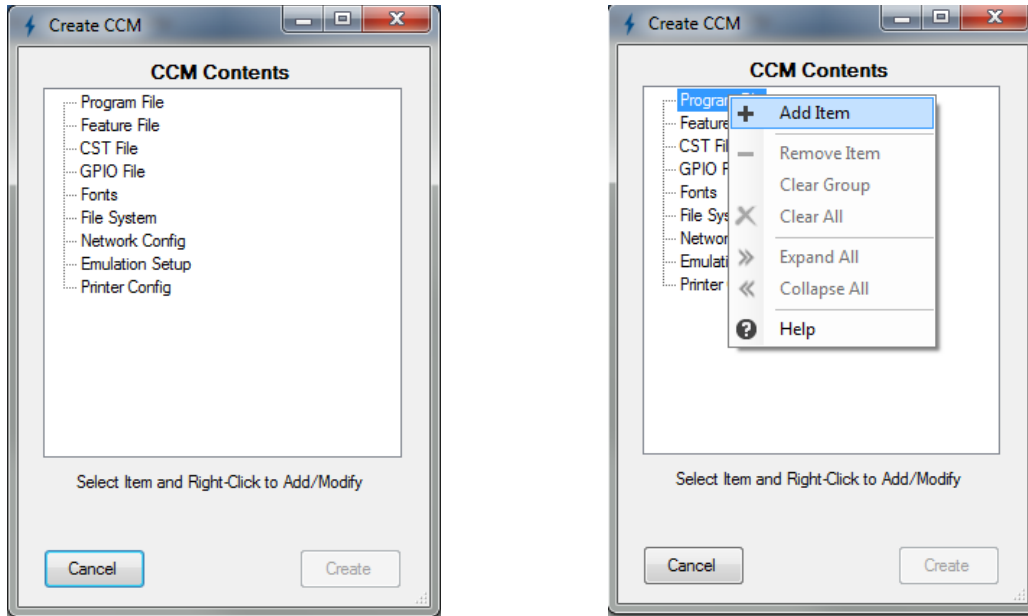 Create CCM
CCM Contents
Program File
Feature File
CST File
GPIO File
Fonts
File System
Network Config
Emulation Setup
Printer Config
Select Item and Right-Click to Add/Modify
Cancel
Create
Create CCM
CCM Contents
Program
Feature
CST Fil
GPIO F
Fonts
File Sys
Networ
Emulati
Printer
Add Item
Remove Item
Clear Group
Clear All
Expand All
Collapse All
Help
Select Item and Right-Click to Add/Modify
Cancel
Create